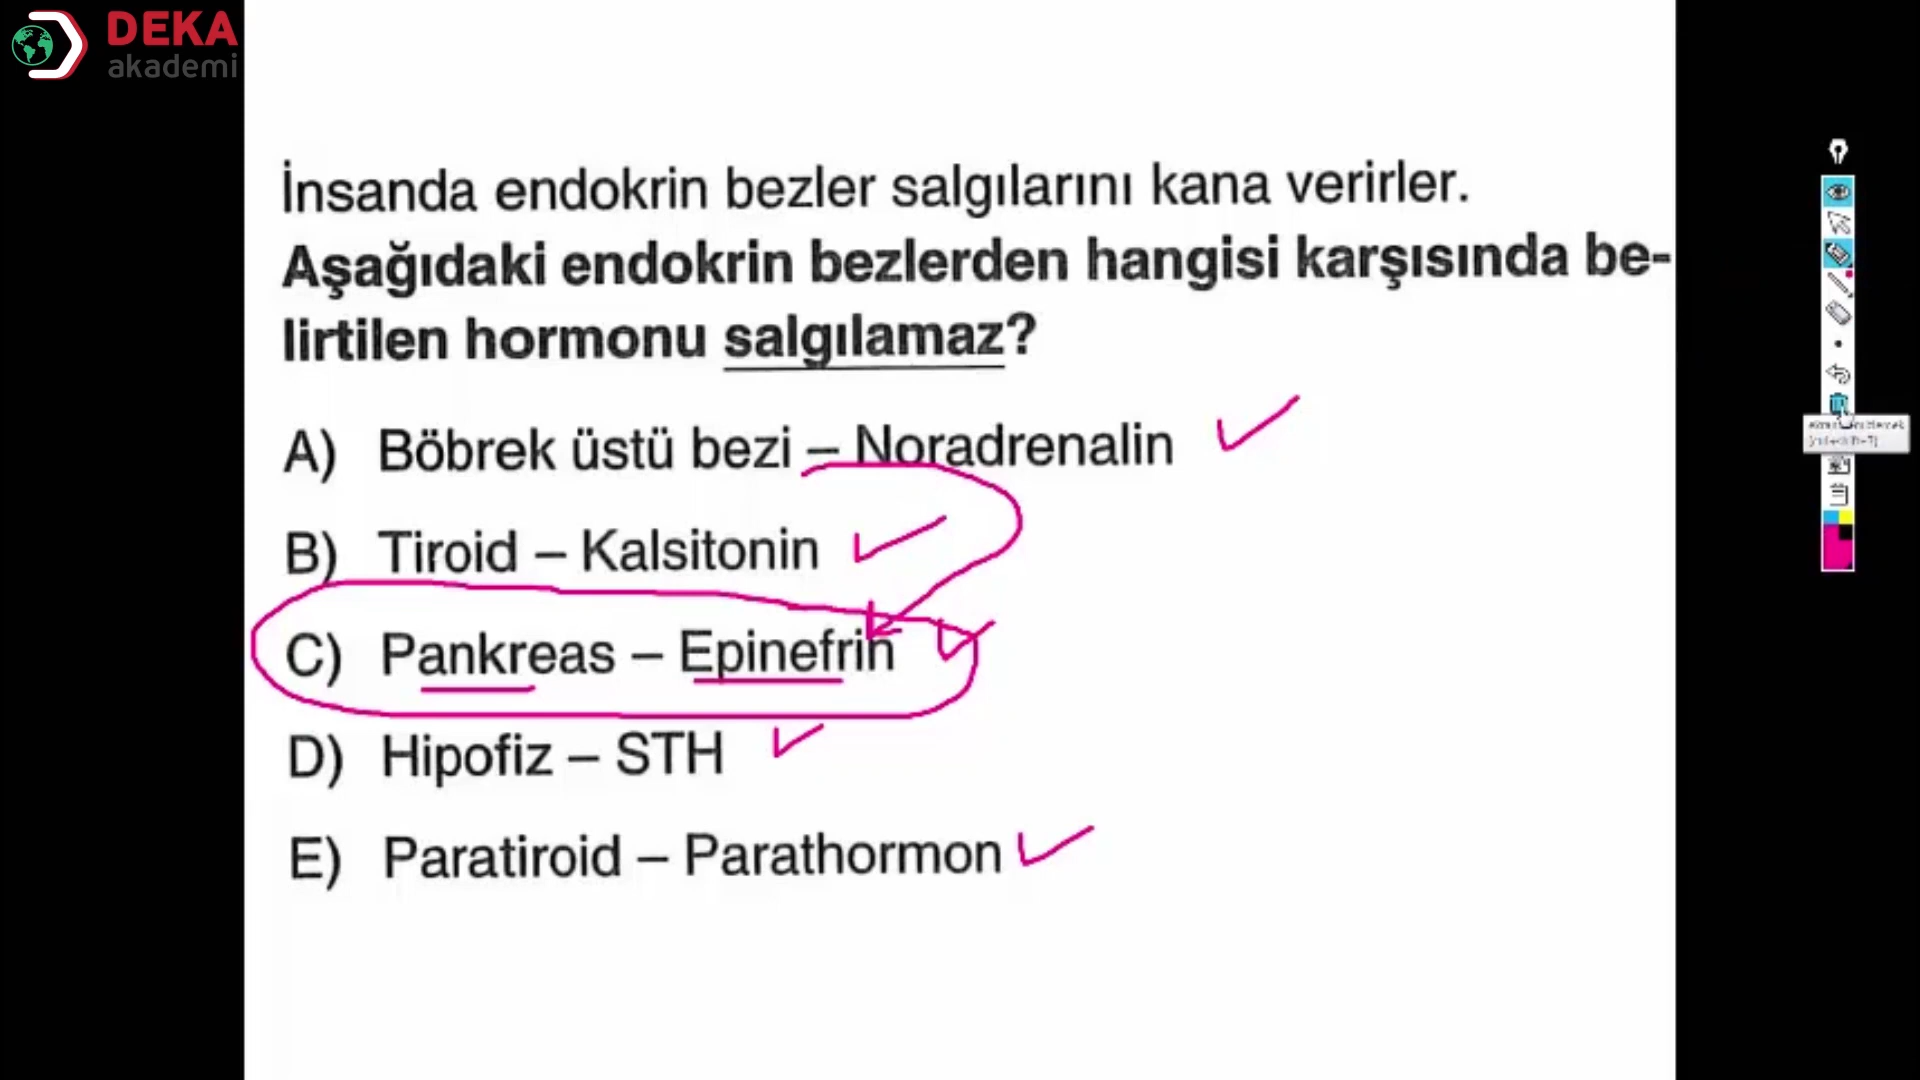 DEKA
akademi
İnsanda endokrin bezler salgılarını kana verirler.
Aşağıdaki endokrin bezlerden hangisi karşısında be-
lirtilen hormonu salgılamaz?
A) Böbrek üstü bezi – Noradrenalin
B) Tiroid – Kalsitonin
C) Pankreas – Epinefrin
D) Hipofiz – STH
E) Paratiroid – Parathormon